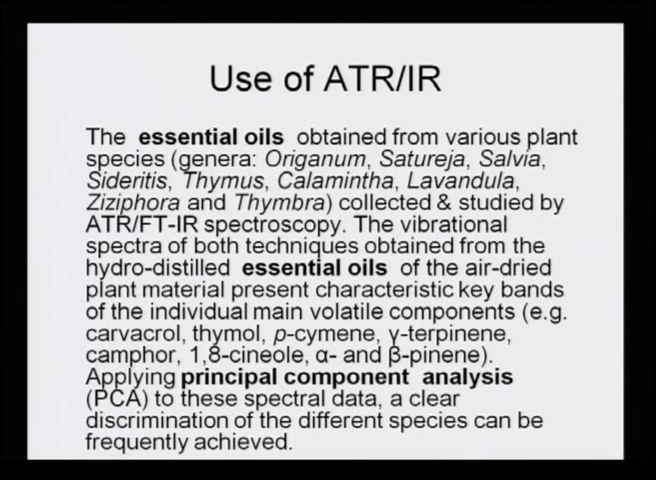 Use of ATR/IR
The essential oils obtained from various plant
species (genera: Origanum, Satureja, Salvia,
Sideritis, Thymus, Calamintha, Lavandula,
Ziziphora and Thymbra) collected & studied by
ATR/FT-IR spectroscopy. The vibrational
spectra of both techniques obtained from the
hydro-distilled essential oils of the air-dried
plant material present characteristic key bands
of the individual main volatile components (e.g.
carvacrol, thymol, p-cymene, γ-terpinene,
camphor, 1,8-cineole, α- and β-pinene).
Applying principal component analysis
(PCA) to these spectral data, a clear
discrimination of the different species can be
frequently achieved.